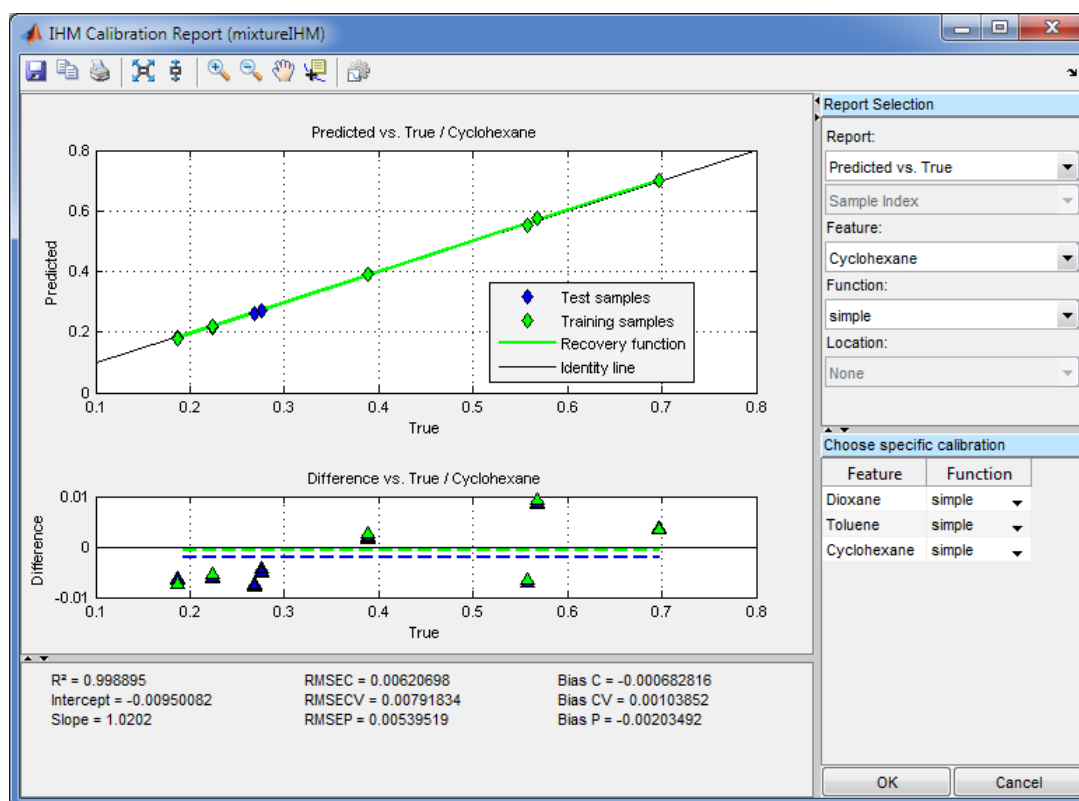 IHM Calibration Report (mixtureIHM)
Predicted vs. True / Cyclohexane
0.8
0.6
0.4
0.2
0
Predicted
0.1 0.2 0.3 0.4 0.5 0.6 0.7 0.8
True
Test samples
Training samples
Recovery function
Identity line
Difference vs. True / Cyclohexane
0.01
0
-0.01
Difference
0.1 0.2 0.3 0.4 0.5 0.6 0.7 0.8
True
R² = 0.998895
Intercept = -0.00950082
Slope = 1.0202
RMSEC = 0.00620698
RMSECV = 0.00791834
RMSEP = 0.00539519
Bias C = -0.000682816
Bias CV = 0.00103852
Bias P = -0.00203492
Report Selection
Report:
Predicted vs. True
Sample Index
Feature:
Cyclohexane
Function:
simple
Location:
None
Choose specific calibration
Feature Function
Dioxane simple
Toluene simple
Cyclohexane simple
OK Cancel